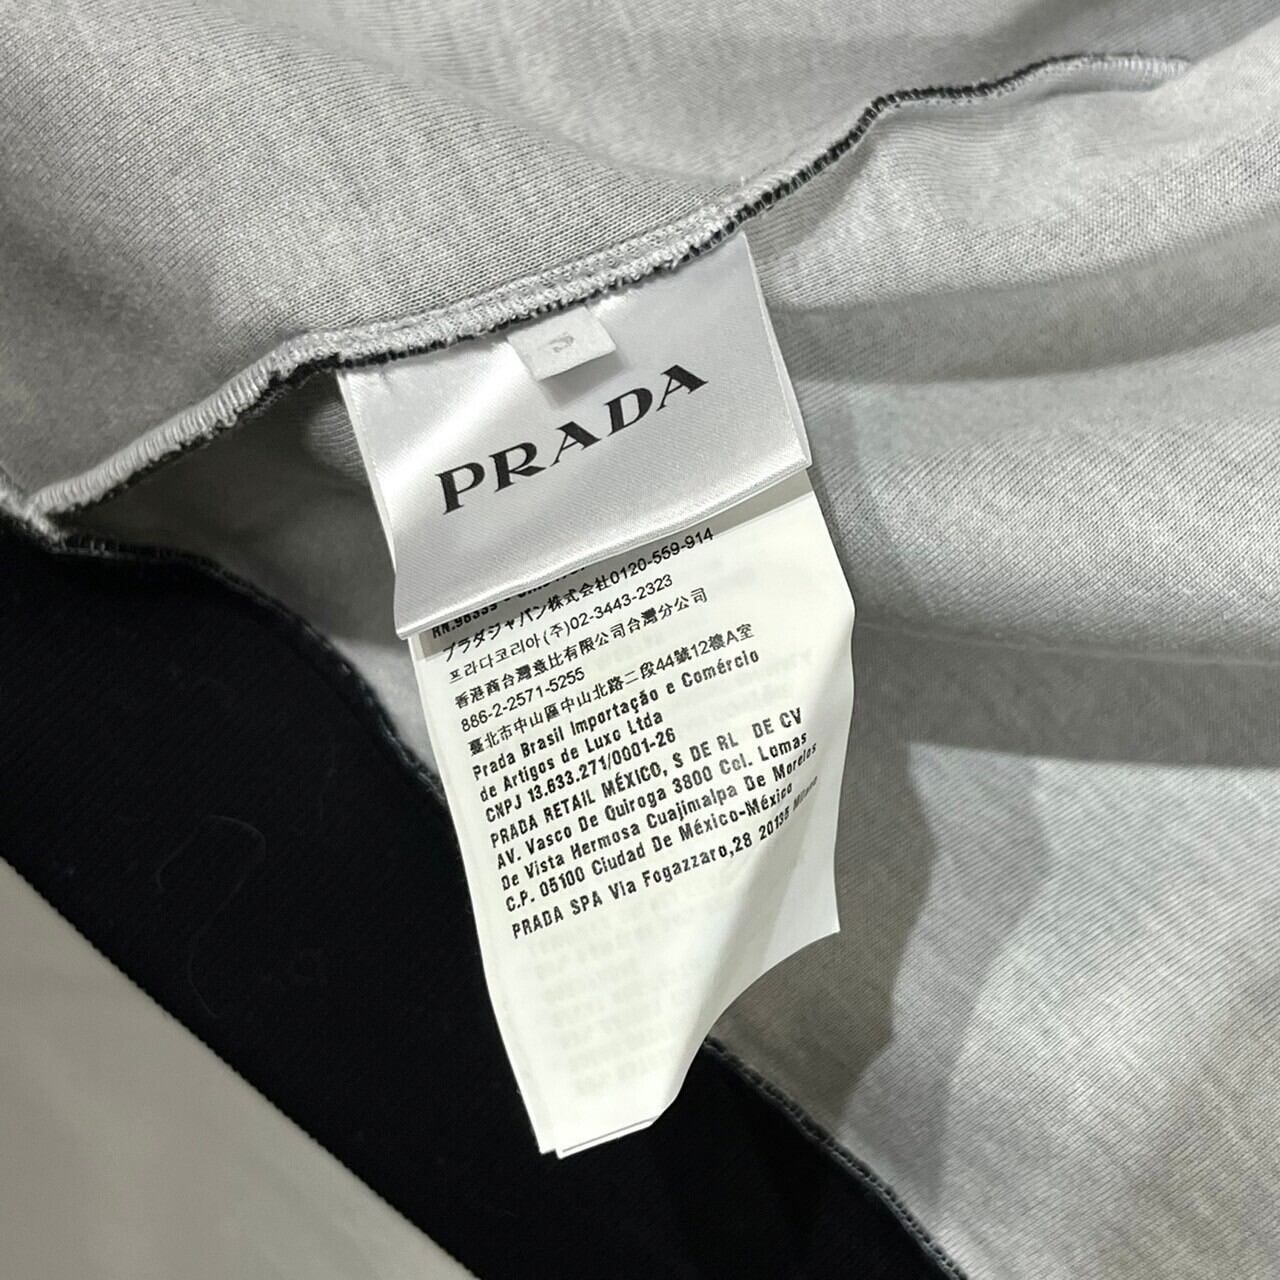 S
PRADA
RN.98339 -
プラダジャパン株式会社0120-559-914
프라다코리아(주)02-3443-2323
香港商台灣意比有限公司台灣分公司
886-2-2571-5255
臺北市中山區中山北路二段44號12樓A室
Prada Brasil Importação e Comércio
de Artigos de Luxo Ltda
CNPJ 13.633.271/0001-26
PRADA RETAIL MÉXICO, S DE RL DE CV
AV. Vasco De Quiroga 3800 Col. Lomas
De Vista Hermosa Cuajimalpa De Morelos
C.P. 05100 Ciudad De México-México
PRADA SPA Via Fogazzaro,28 20135 Milano